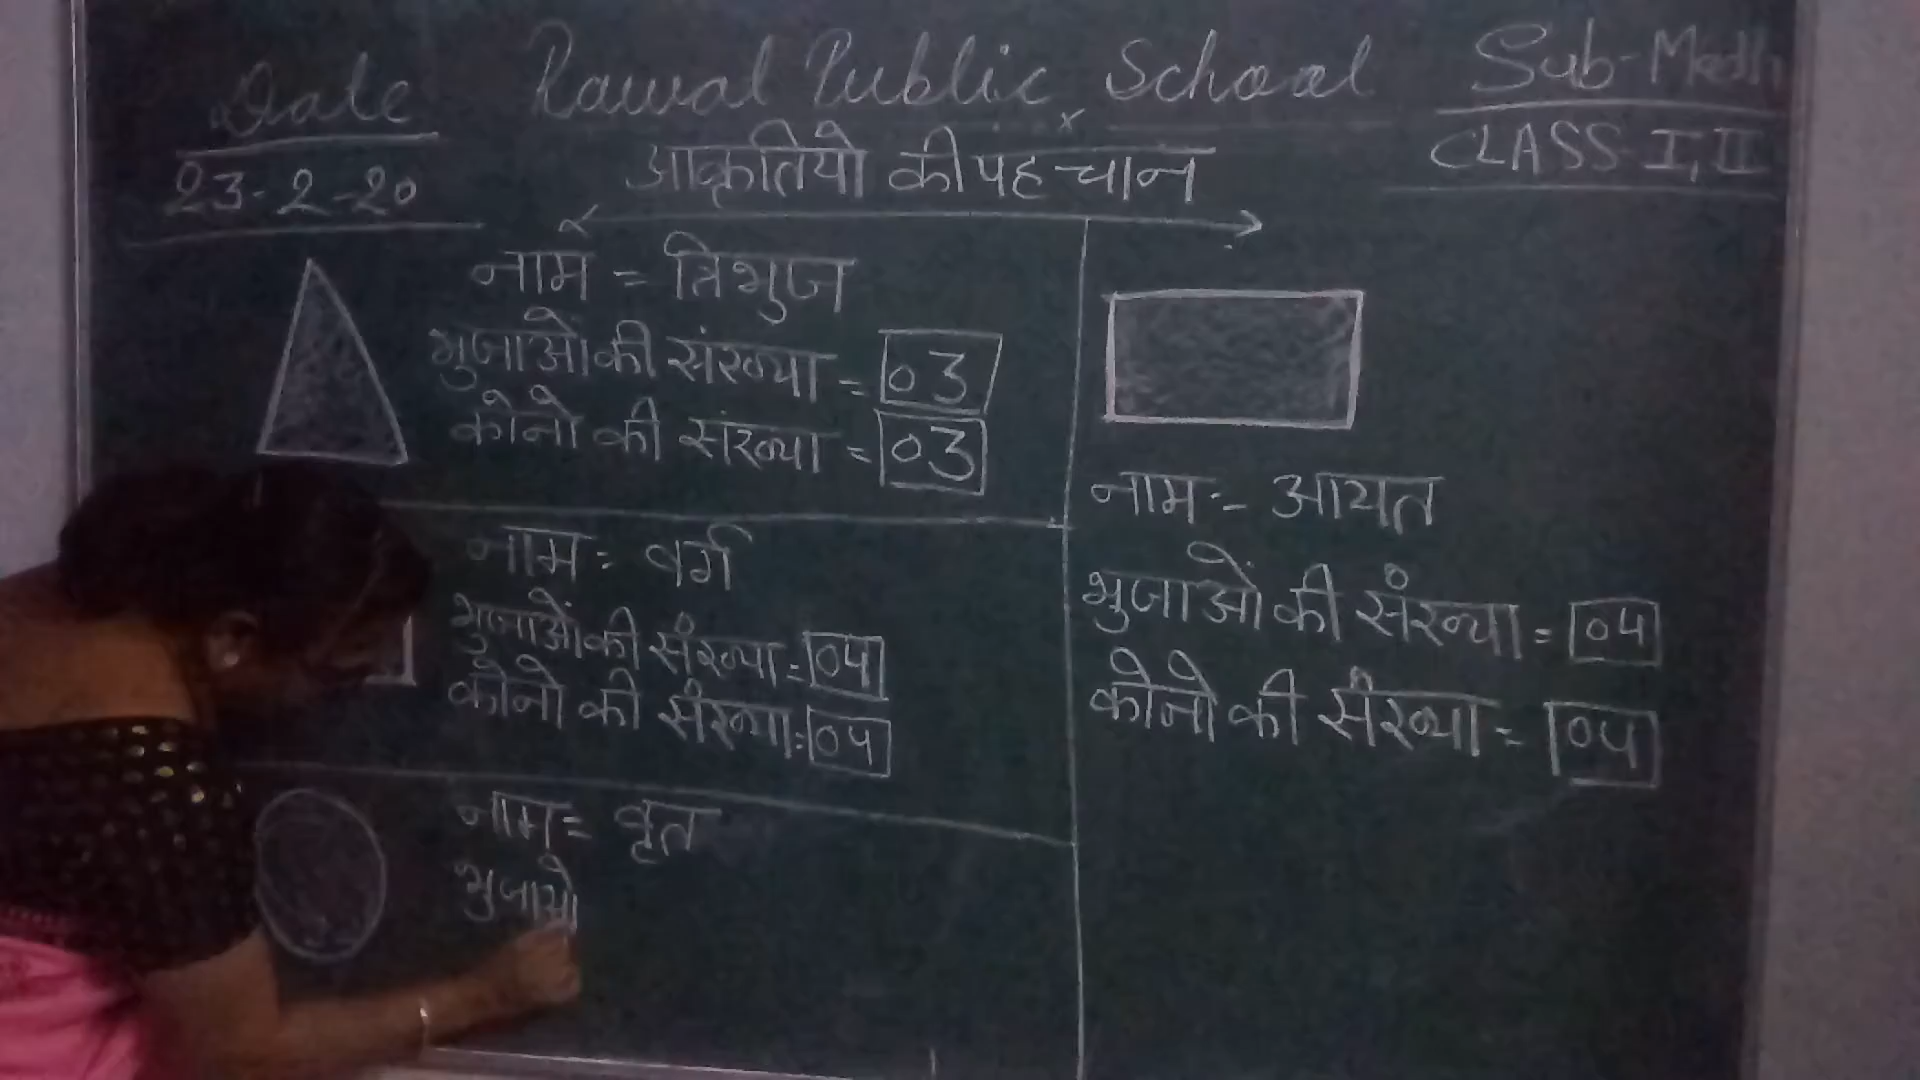 Date
23-2-20
Rawal Public School
Sub-Math
CLASS I, II
आकृतियो की पहचान
नाम = त्रिभुज
भुजाओं की संख्या = 03
कोनो की संख्या = 03
नाम = वर्ग
भुजाओं की संख्या = 04
कोनो की संख्या = 04
नाम = वृत
भुजाओ
नाम :- आयत
भुजाओं की संख्या = 04
कोनो की संख्या = 04